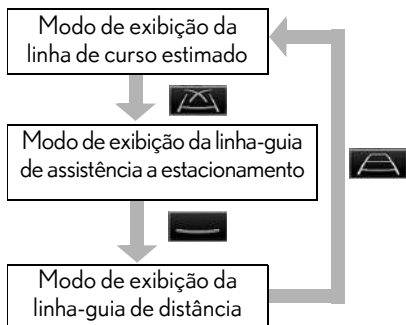 Modo de exibição da
linha de curso estimado
Modo de exibição da linha-guia
de assistência a estacionamento
Modo de exibição da
linha-guia de distância